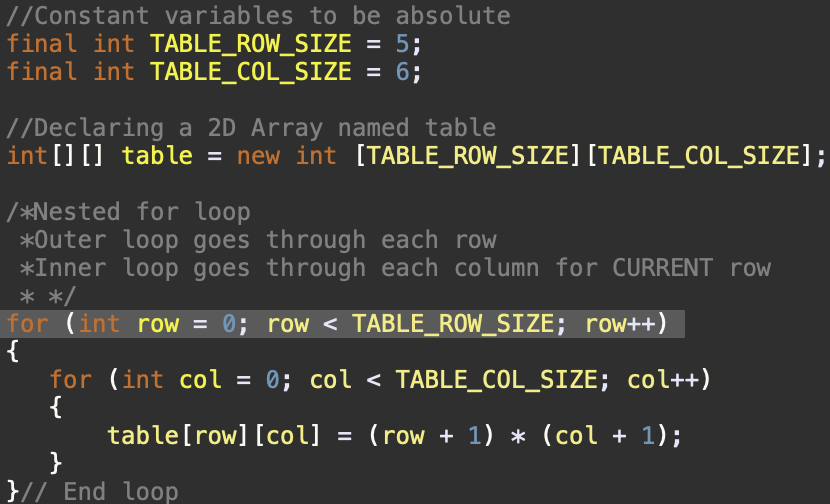 //Constant variables to be absolute
final int TABLE_ROW_SIZE = 5;
final int TABLE_COL_SIZE = 6;

//Declaring a 2D Array named table
int[][] table = new int [TABLE_ROW_SIZE][TABLE_COL_SIZE];

/*Nested for loop
 *Outer loop goes through each row
 *Inner loop goes through each column for CURRENT row
 * */
for (int row = 0; row < TABLE_ROW_SIZE; row++)
{
   for (int col = 0; col < TABLE_COL_SIZE; col++)
   {
       table[row][col] = (row + 1) * (col + 1);
   }
}// End loop